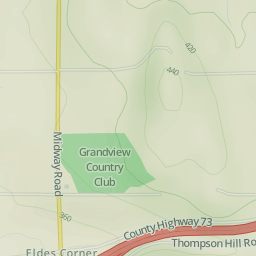 420
440
Midway Road
Grandview
Country
Club
360
County Highway 73
Thompson Hill Ro
Eldes Corner